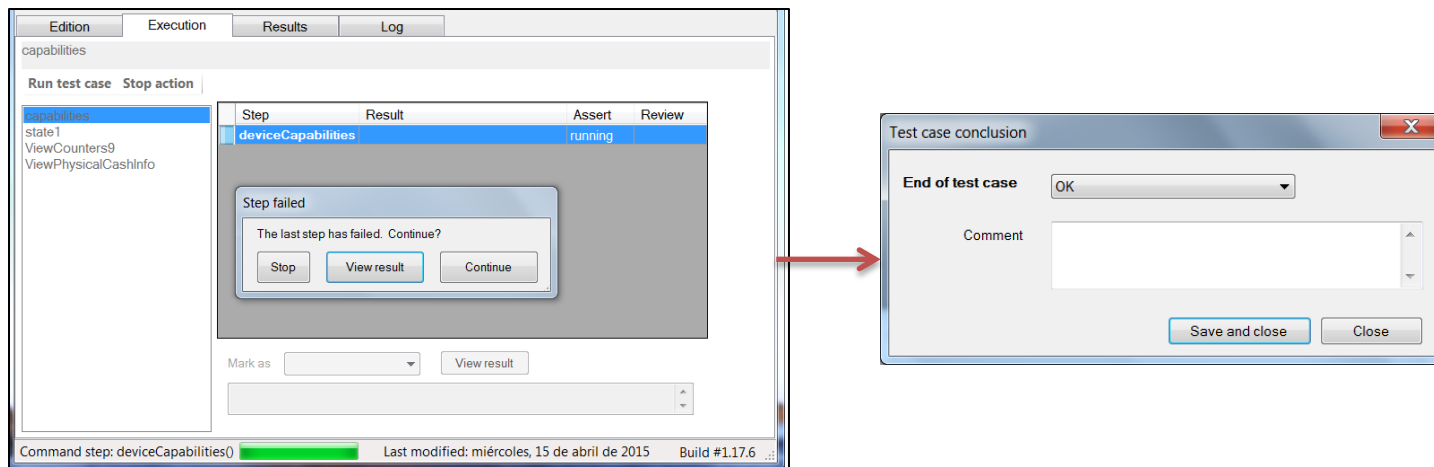 Edition Execution Results Log
capabilities
Run test case Stop action
capabilities
state1
ViewCounters9
ViewPhysicalCashInfo
Step Result Assert Review
deviceCapabilities running
Step failed
The last step has failed. Continue?
Stop View result Continue
Mark as View result
Command step: deviceCapabilities() Last modified: miércoles, 15 de abril de 2015 Build #1.17.6
Test case conclusion
End of test case OK
Comment
Save and close Close